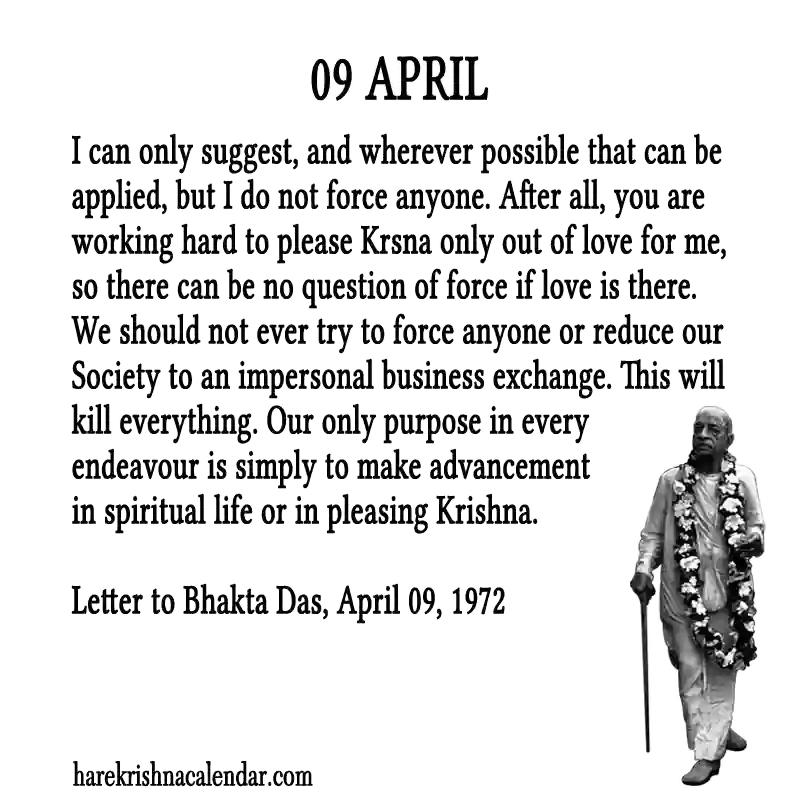 09 APRIL
I can only suggest, and wherever possible that can be
applied, but I do not force anyone. After all, you are
working hard to please Krsna only out of love for me,
so there can be no question of force if love is there.
We should not ever try to force anyone or reduce our
Society to an impersonal business exchange. This will
kill everything. Our only purpose in every
endeavour is simply to make advancement
in spiritual life or in pleasing Krishna.
Letter to Bhakta Das, April 09, 1972
harekrishnacalendar.com